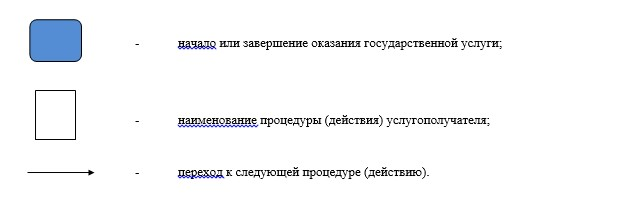 - начало или завершение оказания государственной услуги;
- наименование процедуры (действия) услугополучателя;
- переход к следующей процедуре (действию).